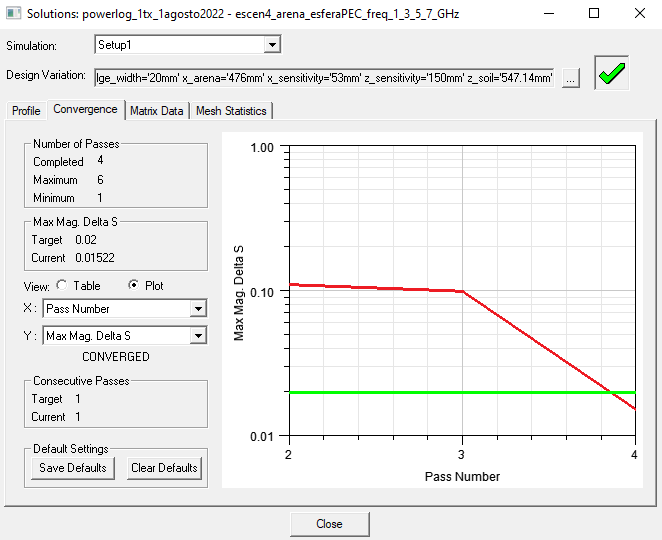 Solutions: powerlog_1tx_1agosto2022 - escen4_arena_esferaPEC_freq_1_3_5_7_GHz
Simulation: Setup1
Design Variation: lge_width='20mm' x_arena='476mm' x_sensitivity='53mm' z_sensitivity='150mm' z_soil='547.14mm' ...
Profile Convergence Matrix Data Mesh Statistics
Number of Passes
Completed 4
Maximum 6
Minimum 1
Max Mag. Delta S
Target 0.02
Current 0.01522
View: Table Plot
X : Pass Number
Y : Max Mag. Delta S
CONVERGED
Consecutive Passes
Target 1
Current 1
Default Settings
Save Defaults Clear Defaults
1.00
0.10
0.01
Max Mag. Delta S
2 3 4
Pass Number
Close